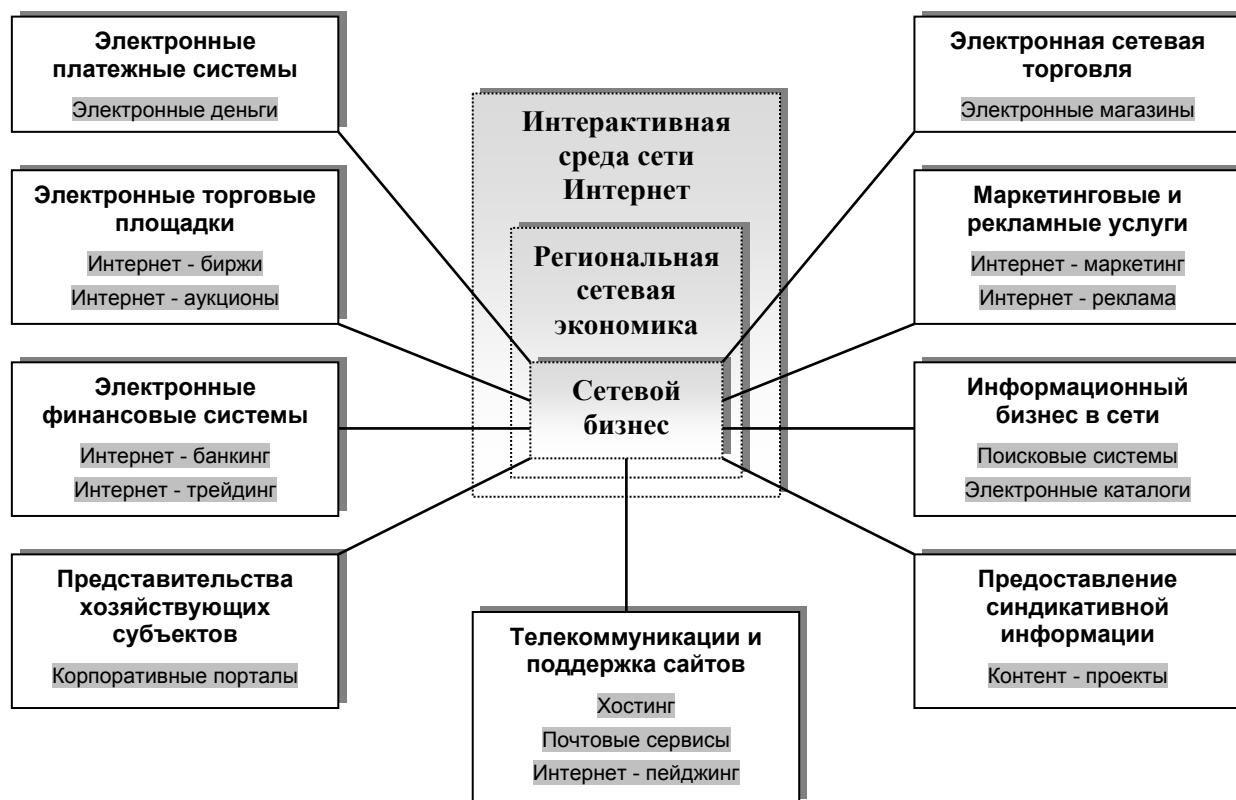 Электронные
платежные системы
Электронные деньги
Электронные торговые
площадки
Интернет - биржи
Интернет - аукционы
Электронные
финансовые системы
Интернет - банкинг
Интернет - трейдинг
Представительства
хозяйствующих
субъектов
Корпоративные порталы
Интерактивная
среда сети
Интернет
Региональная
сетевая
экономика
Сетевой
бизнес
Телекоммуникации и
поддержка сайтов
Хостинг
Почтовые сервисы
Интернет - пейджинг
Электронная сетевая
торговля
Электронные магазины
Маркетинговые и
рекламные услуги
Интернет - маркетинг
Интернет - реклама
Информационный
бизнес в сети
Поисковые системы
Электронные каталоги
Предоставление
синдикативной
информации
Контент - проекты